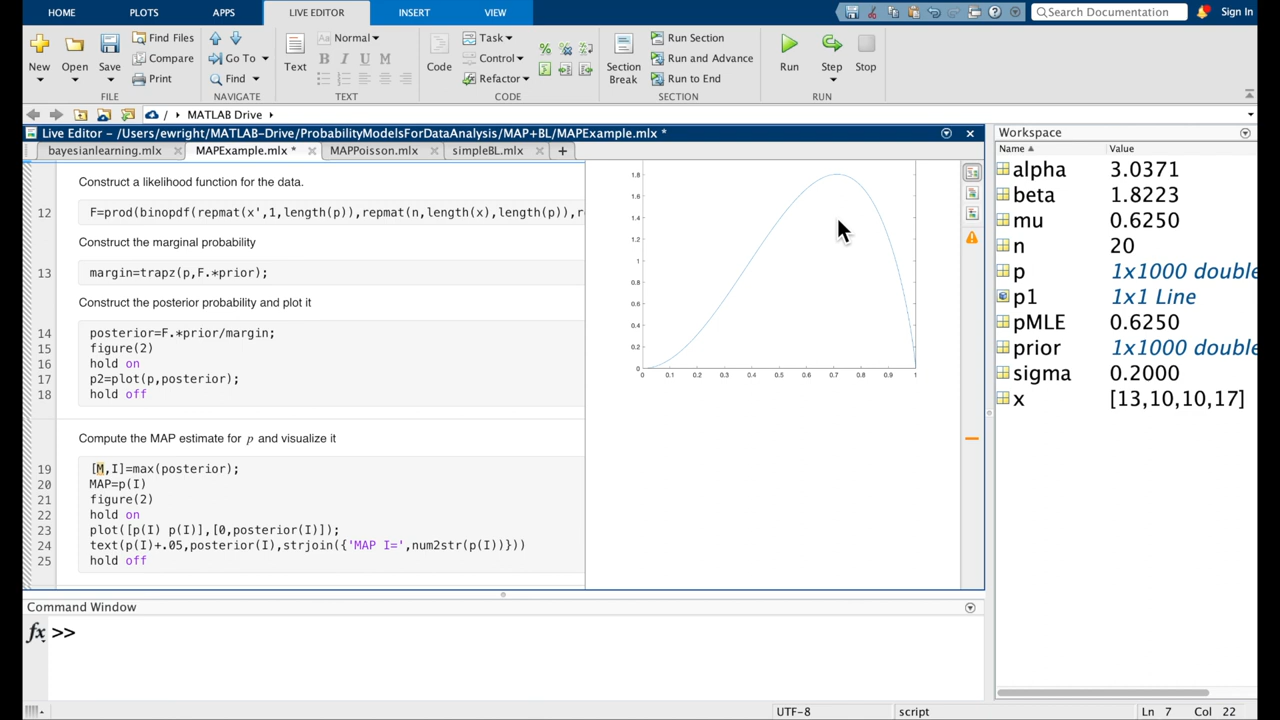 HOME PLOTS APPS LIVE EDITOR INSERT VIEW Search Documentation Sign In
New Open Save Find Files Compare Print
FILE
Go To Find
NAVIGATE
Text Aa Normal B I U M
TEXT
Code Task Control Refactor
CODE
Section Break Run Section Run and Advance Run to End
SECTION
Run Step Stop
RUN
/ MATLAB Drive
Live Editor - /Users/ewright/MATLAB-Drive/ProbabilityModelsForDataAnalysis/MAP+BL/MAPExample.mlx *
bayesianlearning.mlx MAPExample.mlx * MAPPoisson.mlx simpleBL.mlx
Construct a likelihood function for the data.
12 F=prod(binopdf(repmat(x',1,length(p)),repmat(n,length(x),length(p)),r
Construct the marginal probability
13 margin=trapz(p,F.*prior);
Construct the posterior probability and plot it
14 posterior=F.*prior/margin;
15 figure(2)
16 hold on
17 p2=plot(p,posterior);
18 hold off
Compute the MAP estimate for p and visualize it
19 [M,I]=max(posterior);
20 MAP=p(I)
21 figure(2)
22 hold on
23 plot([p(I) p(I)],[0,posterior(I)]);
24 text(p(I)+.05,posterior(I),strjoin({'MAP I=',num2str(p(I))}))
25 hold off
1.8
1.6
1.4
1.2
1
0.8
0.6
0.4
0.2
0
0 0.1 0.2 0.3 0.4 0.5 0.6 0.7 0.8 0.9 1
Workspace
Name Value
alpha 3.0371
beta 1.8223
mu 0.6250
n 20
p 1x1000 double
p1 1x1 Line
pMLE 0.6250
prior 1x1000 double
sigma 0.2000
x [13,10,10,17]
Command Window
fx >>
UTF-8 script Ln 7 Col 22